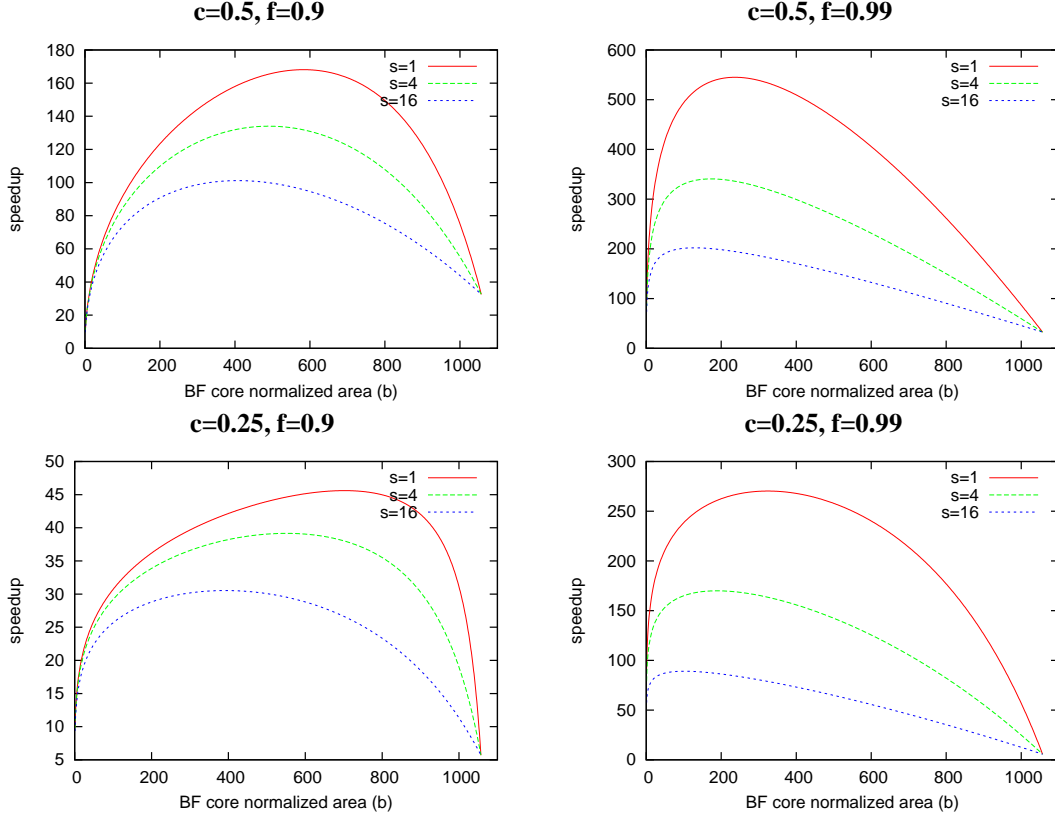 c=0.5, f=0.9
180
160
140
120
100
80
60
40
20
0
speedup
s=1
s=4
s=16
0 200 400 600 800 1000
BF core normalized area (b)
c=0.5, f=0.99
600
500
400
300
200
100
0
speedup
s=1
s=4
s=16
0 200 400 600 800 1000
BF core normalized area (b)
c=0.25, f=0.9
50
45
40
35
30
25
20
15
10
5
speedup
s=1
s=4
s=16
0 200 400 600 800 1000
BF core normalized area (b)
c=0.25, f=0.99
300
250
200
150
100
50
0
speedup
s=1
s=4
s=16
0 200 400 600 800 1000
BF core normalized area (b)